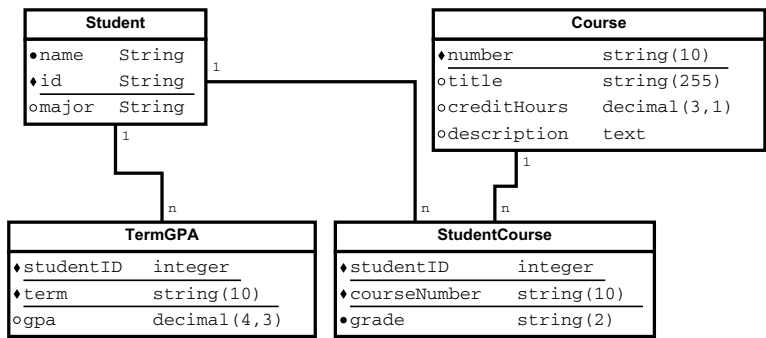 Student
name String
id String
major String
Course
number string(10)
title string(255)
creditHours decimal(3,1)
description text
1
1
1
n
n
n
TermGPA
studentID integer
term string(10)
gpa decimal(4,3)
StudentCourse
studentID integer
courseNumber string(10)
grade string(2)